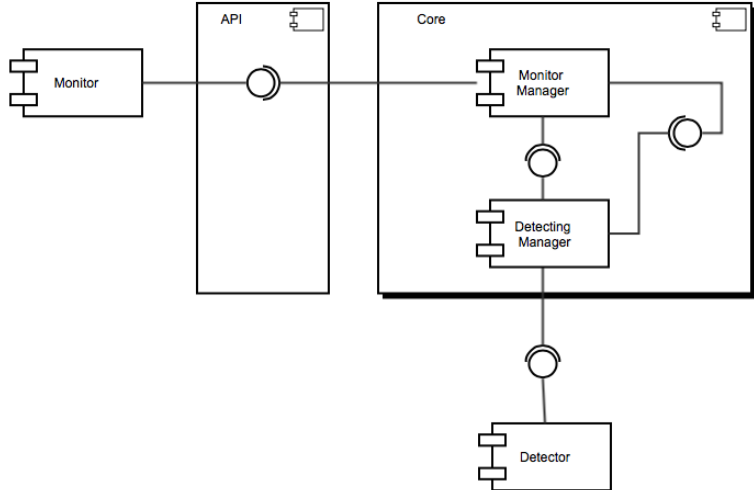 API
Core
Monitor
Monitor
Manager
Detecting
Manager
Detector